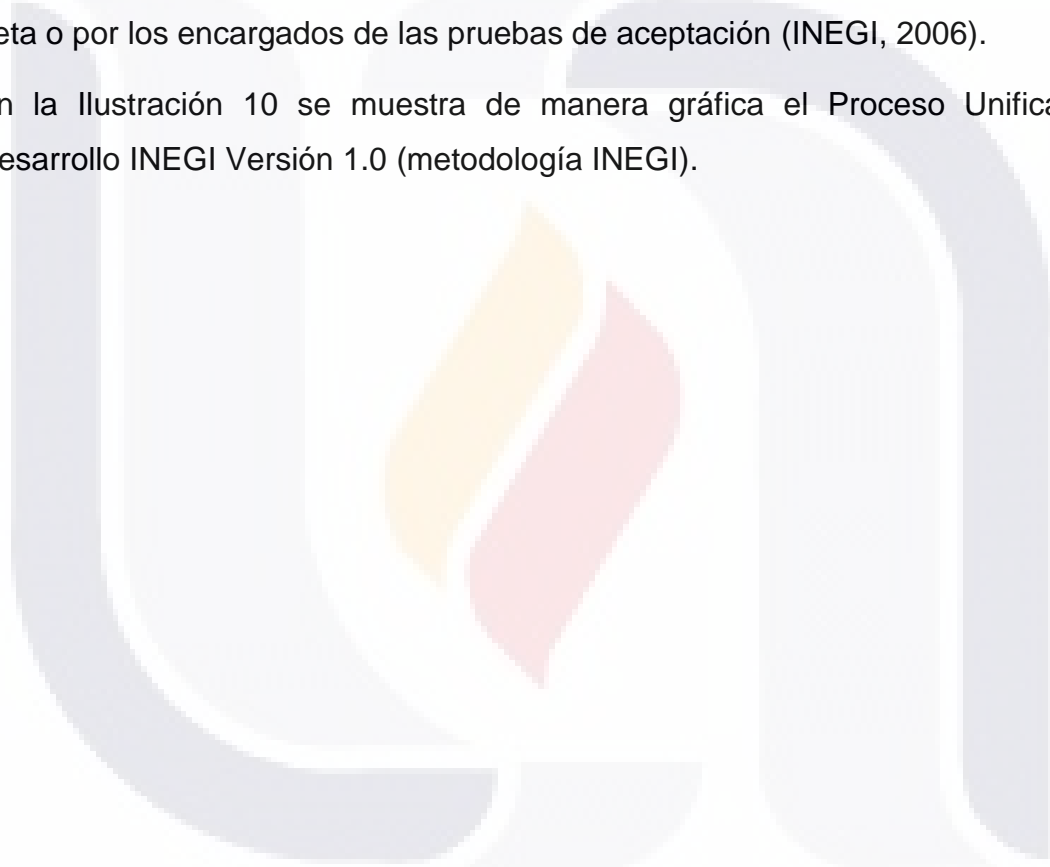 eta o por los encargados de las pruebas de aceptación (INEGI, 2006).
n la Ilustración 10 se muestra de manera gráfica el Proceso Unifica
esarrollo INEGI Versión 1.0 (metodología INEGI).